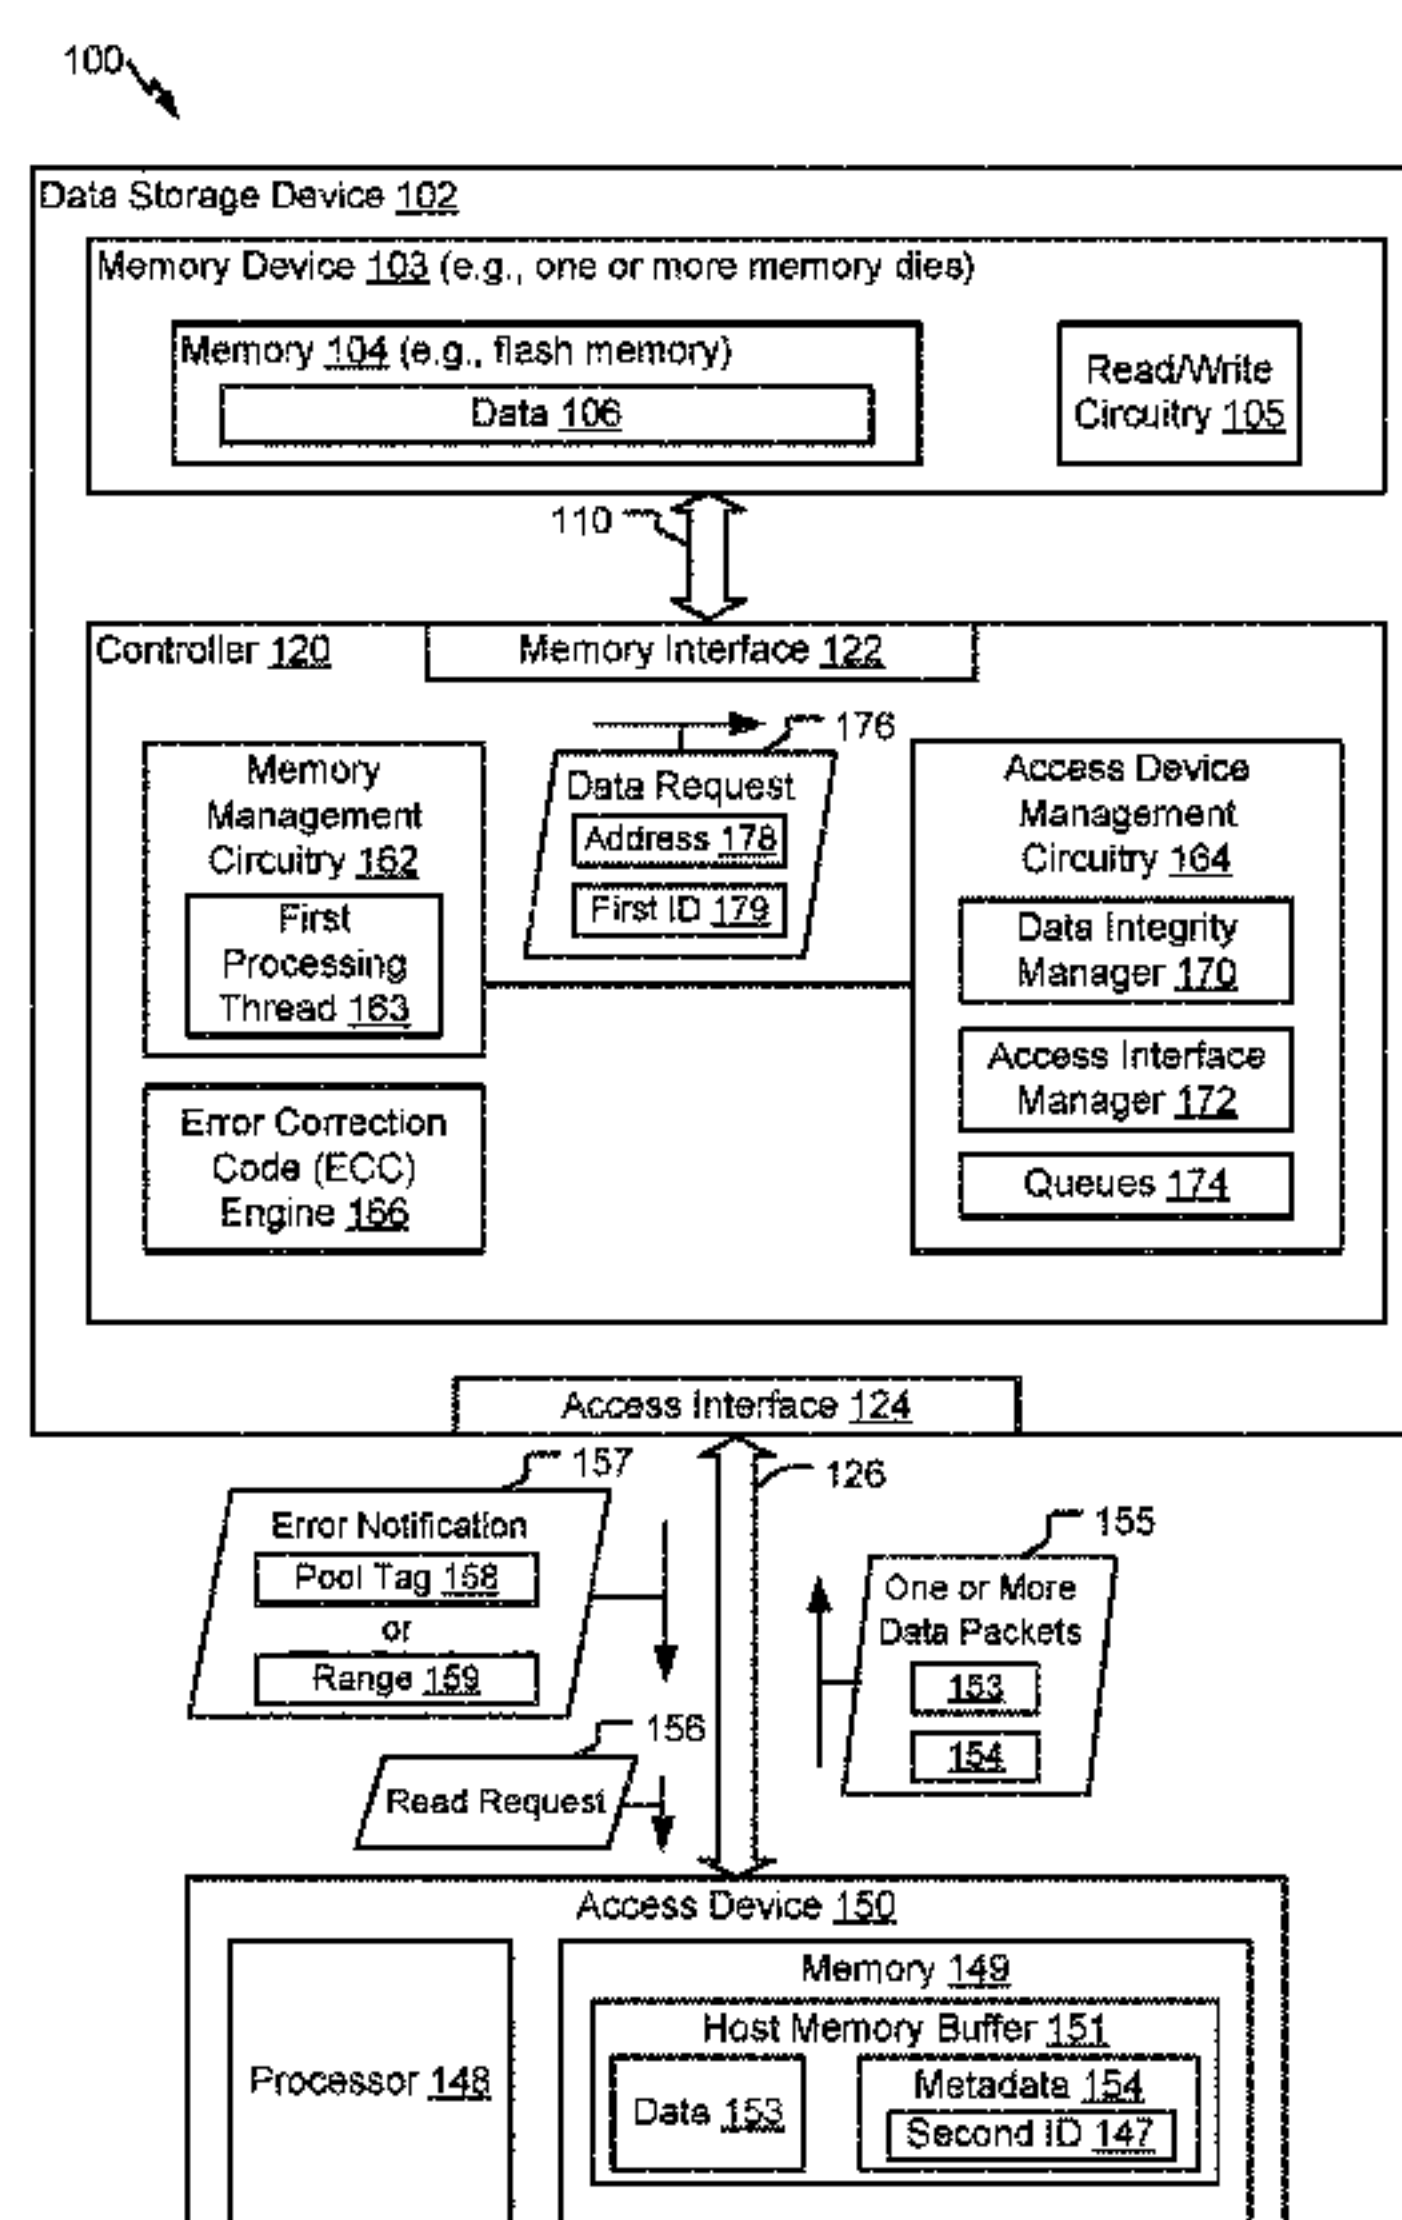 100
Data Storage Device 102
Memory Device 103 (e.g., one or more memory dies)
Memory 104 (e.g., flash memory)
Data 106
Read/Write
Circuitry 105
110
Controller 120
Memory Interface 122
176
Memory
Management
Circuitry 162
First
Processing
Thread 163
Data Request
Address 178
First ID 179
Access Device
Management
Circuitry 164
Data Integrity
Manager 170
Access Interface
Manager 172
Queues 174
Error Correction
Code (ECC)
Engine 166
Access Interface 124
157
126
155
Error Notification
Pool Tag 158
or
Range 159
One or More
Data Packets
153
154
156
Read Request
Access Device 150
Processor 148
Memory 149
Host Memory Buffer 151
Data 153
Metadata 154
Second ID 147